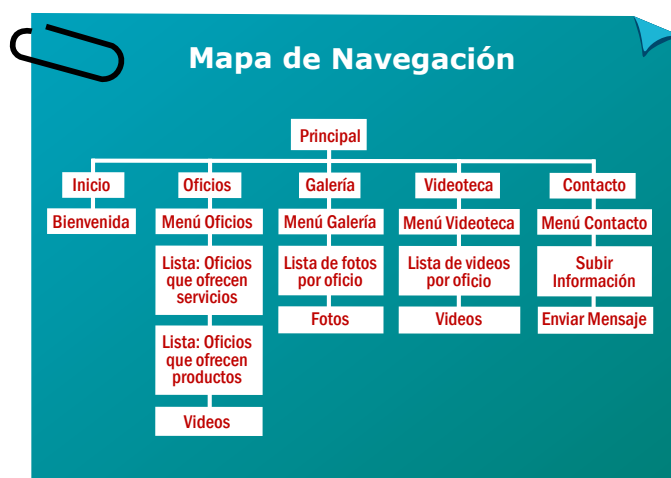 Mapa de Navegación
Principal
Inicio
Oficios
Galería
Videoteca
Contacto
Bienvenida
Menú Oficios
Menú Galería
Menú Videoteca
Menú Contacto
Lista: Oficios
que ofrecen
servicios
Lista de fotos
por oficio
Lista de videos
por oficio
Subir
Información
Fotos
Videos
Enviar Mensaje
Lista: Oficios
que ofrecen
productos
Videos